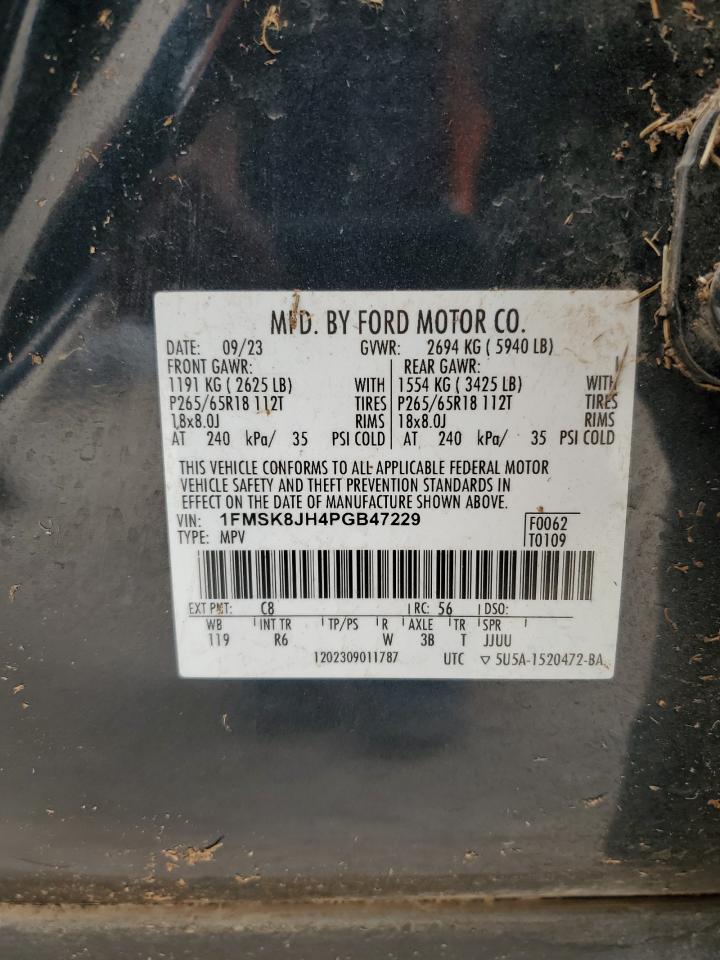 MFD. BY FORD MOTOR CO.
DATE: 09/23 GVWR: 2694 KG ( 5940 LB)
FRONT GAWR: REAR GAWR:
1191 KG ( 2625 LB) WITH 1554 KG ( 3425 LB) WITH
P265/65R18 112T TIRES P265/65R18 112T TIRES
18x8.0J RIMS 18x8.0J RIMS
AT 240 kPa/ 35 PSI COLD AT 240 kPa/ 35 PSI COLD
THIS VEHICLE CONFORMS TO ALL APPLICABLE FEDERAL MOTOR
VEHICLE SAFETY AND THEFT PREVENTION STANDARDS IN
EFFECT ON THE DATE OF MANUFACTURE SHOWN ABOVE.
VIN: 1FMSK8JH4PGB47229 F0062
TYPE: MPV T0109
EXT PNT: C8 RC: 56 DSO:
WB INT TR TP/PS R AXLE TR SPR
119 R6 W 3B T JJUU
1202309011787 UTC ▽ 5U5A-1520472-BA